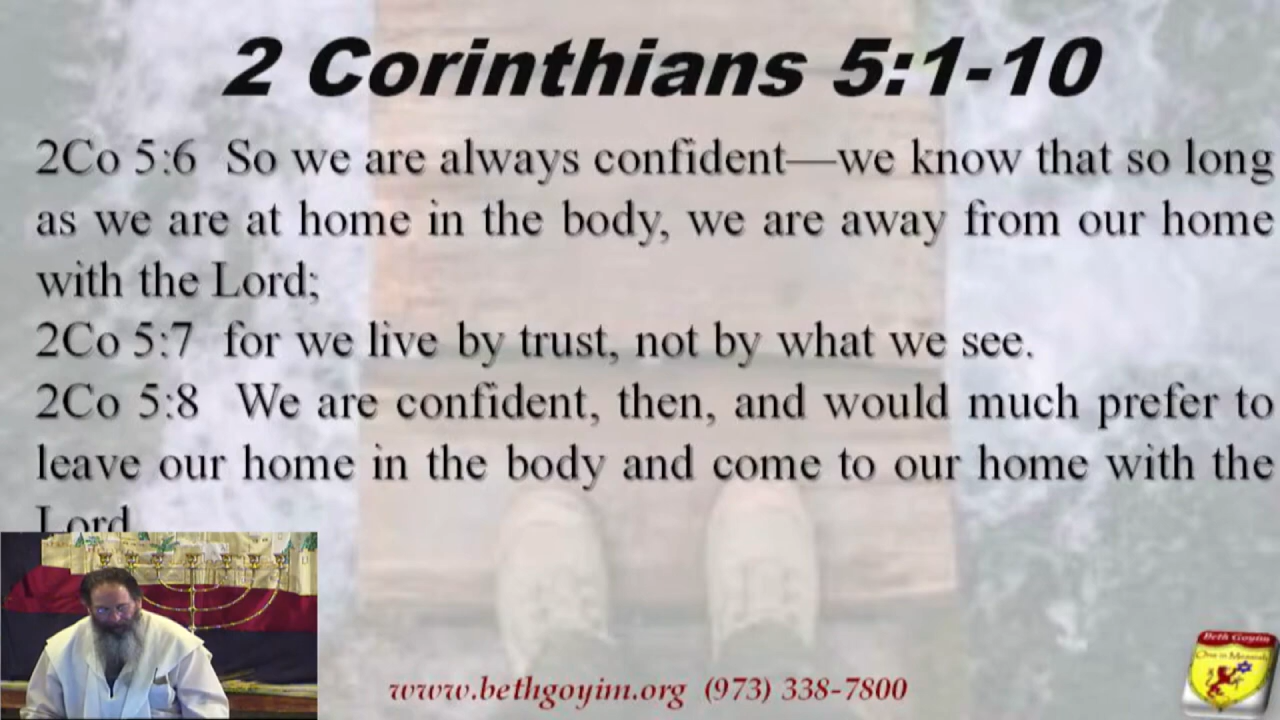 2 Corinthians 5:1-10
2Co 5:6 So we are always confident—we know that so long
as we are at home in the body, we are away from our home
with the Lord;
2Co 5:7 for we live by trust, not by what we see.
2Co 5:8 We are confident, then, and would much prefer to
leave our home in the body and come to our home with the
Lord
www.bethgoyim.org (973) 338-7800
Beth Goyim
One in Messiah